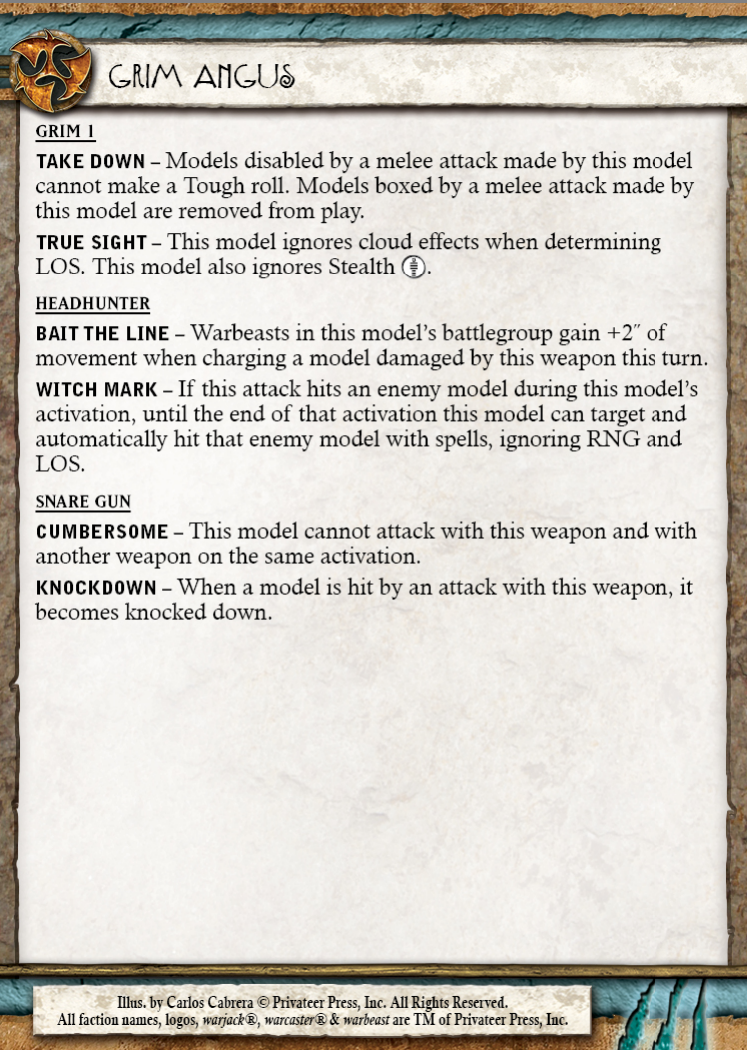 GRIM ANGUS
GRIM 1
TAKE DOWN – Models disabled by a melee attack made by this model
cannot make a Tough roll. Models boxed by a melee attack made by
this model are removed from play.
TRUE SIGHT – This model ignores cloud effects when determining
LOS. This model also ignores Stealth .
HEADHUNTER
BAIT THE LINE – Warbeasts in this model’s battlegroup gain +2″ of
movement when charging a model damaged by this weapon this turn.
WITCH MARK – If this attack hits an enemy model during this model’s
activation, until the end of that activation this model can target and
automatically hit that enemy model with spells, ignoring RNG and
LOS.
SNARE GUN
CUMBERSOME – This model cannot attack with this weapon and with
another weapon on the same activation.
KNOCKDOWN – When a model is hit by an attack with this weapon, it
becomes knocked down.
Illus. by Carlos Cabrera © Privateer Press, Inc. All Rights Reserved.
All faction names, logos, warjack®, warcaster® & warbeast are TM of Privateer Press, Inc.